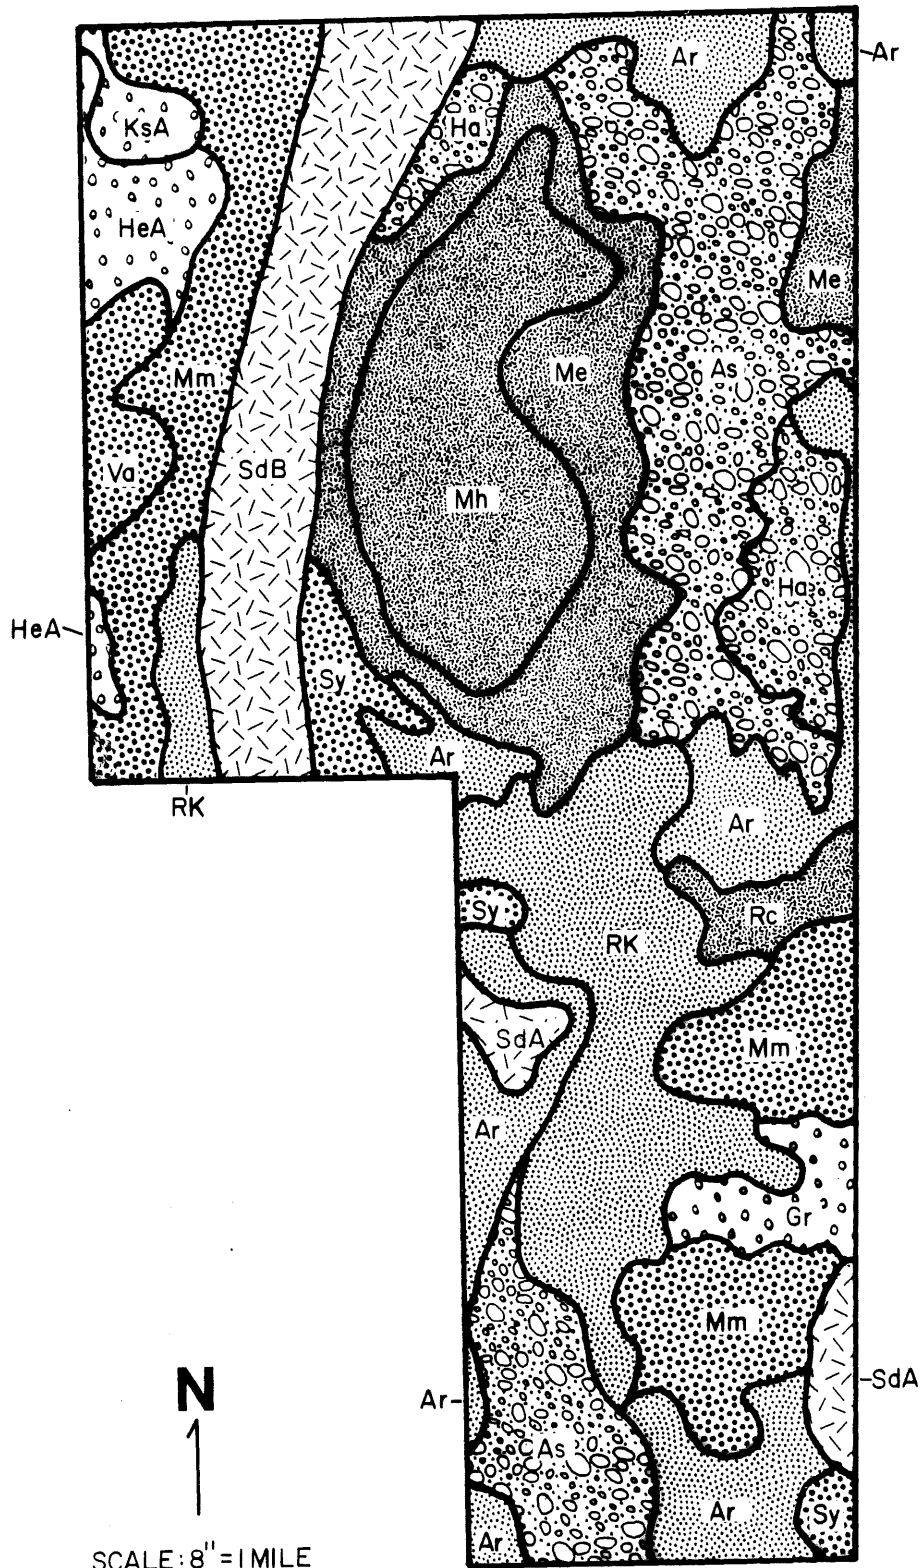 Ar
Ar
KsA
Ha
HeA
Me
Mm
As
Me
Va
SdB
Mh
Ha
HeA
Sy
Ar
RK
Ar
Sy
RK
Rc
SdA
Mm
Ar
Gr
Mm
SdA
Ar
N
CAs
Ar
Ar
Sy
SCALE: 8" = 1 MILE